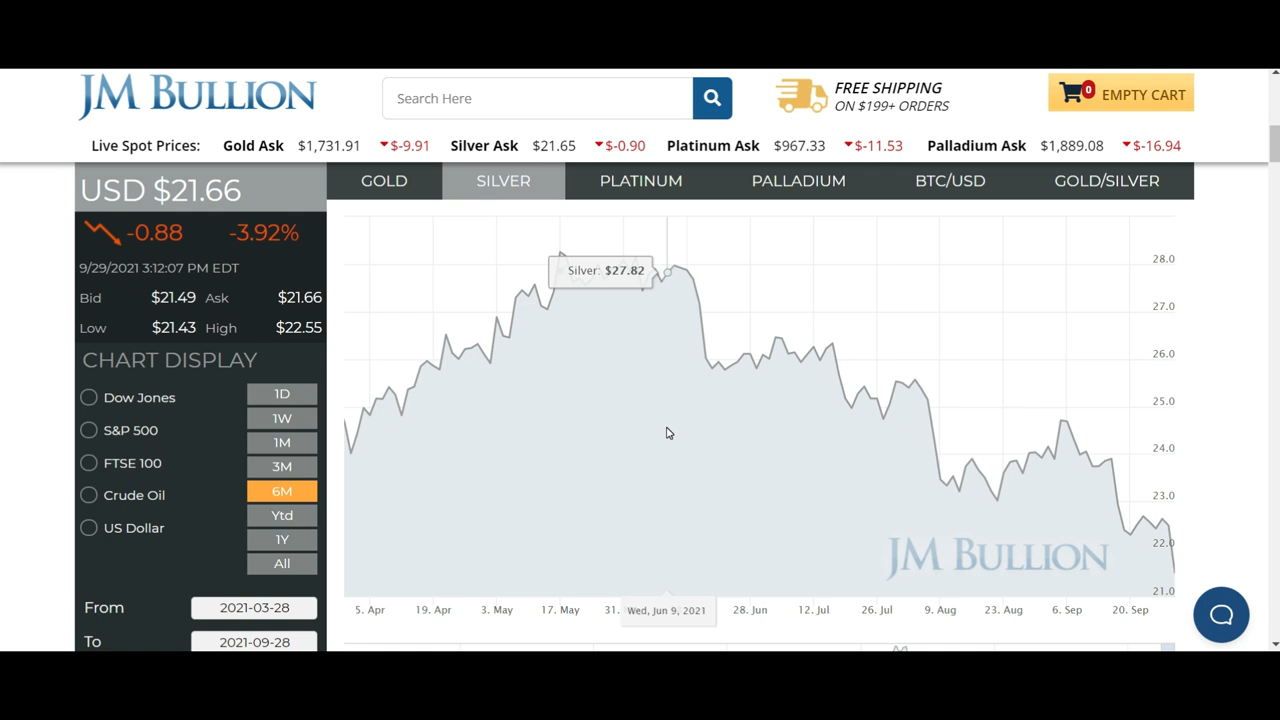 JM BULLION
Search Here
FREE SHIPPING
ON $199+ ORDERS
0
EMPTY CART
Live Spot Prices: Gold Ask $1,731.91 $-9.91 Silver Ask $21.65 $-0.90 Platinum Ask $967.33 $-11.53 Palladium Ask $1,889.08 $-16.94
USD $21.66
GOLD SILVER PLATINUM PALLADIUM BTC/USD GOLD/SILVER
-0.88 -3.92%
9/29/2021 3:12:07 PM EDT
Bid $21.49 Ask $21.66
Low $21.43 High $22.55
CHART DISPLAY
Dow Jones
S&P 500
FTSE 100
Crude Oil
US Dollar
1D
1W
1M
3M
6M
Ytd
1Y
All
From 2021-03-28
To 2021-09-28
Silver: $27.82
28.0
27.0
26.0
25.0
24.0
23.0
22.0
21.0
JM BULLION
5. Apr 19. Apr 3. May 17. May 31. Wed, Jun 9, 2021 28. Jun 12. Jul 26. Jul 9. Aug 23. Aug 6. Sep 20. Sep